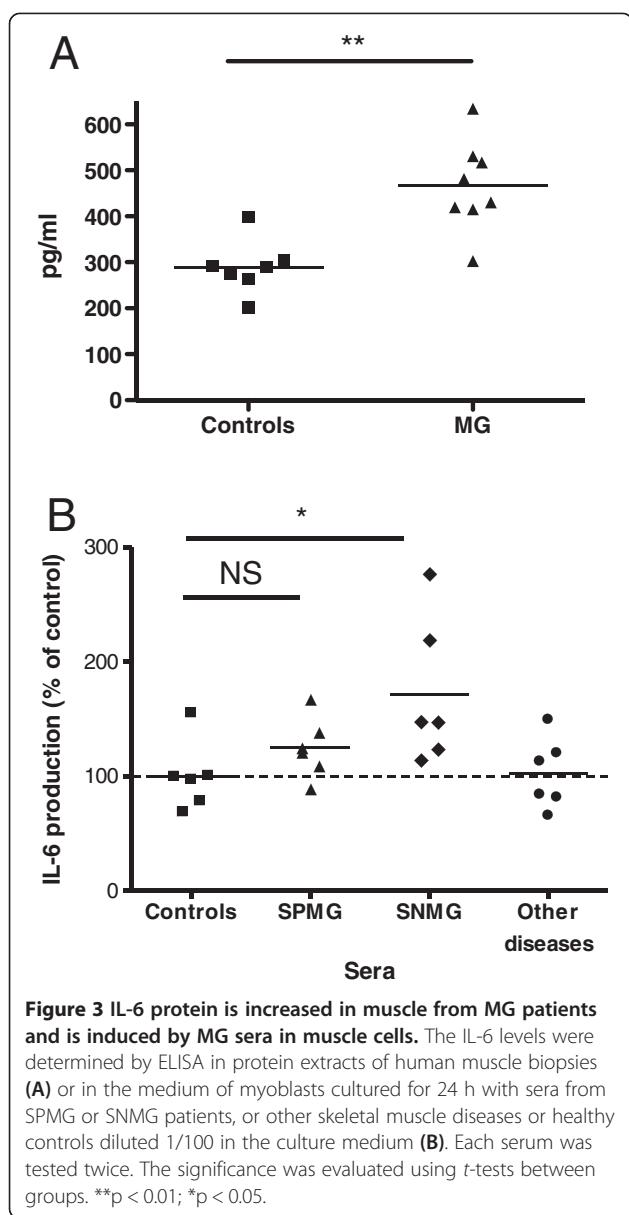 A
**
600
500
400
300
200
100
0
pg/ml
Controls MG
B
*
NS
300
200
100
0
IL-6 production (% of control)
Controls SPMG SNMG Other
diseases
Sera
Figure 3 IL-6 protein is increased in muscle from MG patients
and is induced by MG sera in muscle cells. The IL-6 levels were
determined by ELISA in protein extracts of human muscle biopsies
(A) or in the medium of myoblasts cultured for 24 h with sera from
SPMG or SNMG patients, or other skeletal muscle diseases or healthy
controls diluted 1/100 in the culture medium (B). Each serum was
tested twice. The significance was evaluated using t-tests between
groups. **p < 0.01; *p < 0.05.